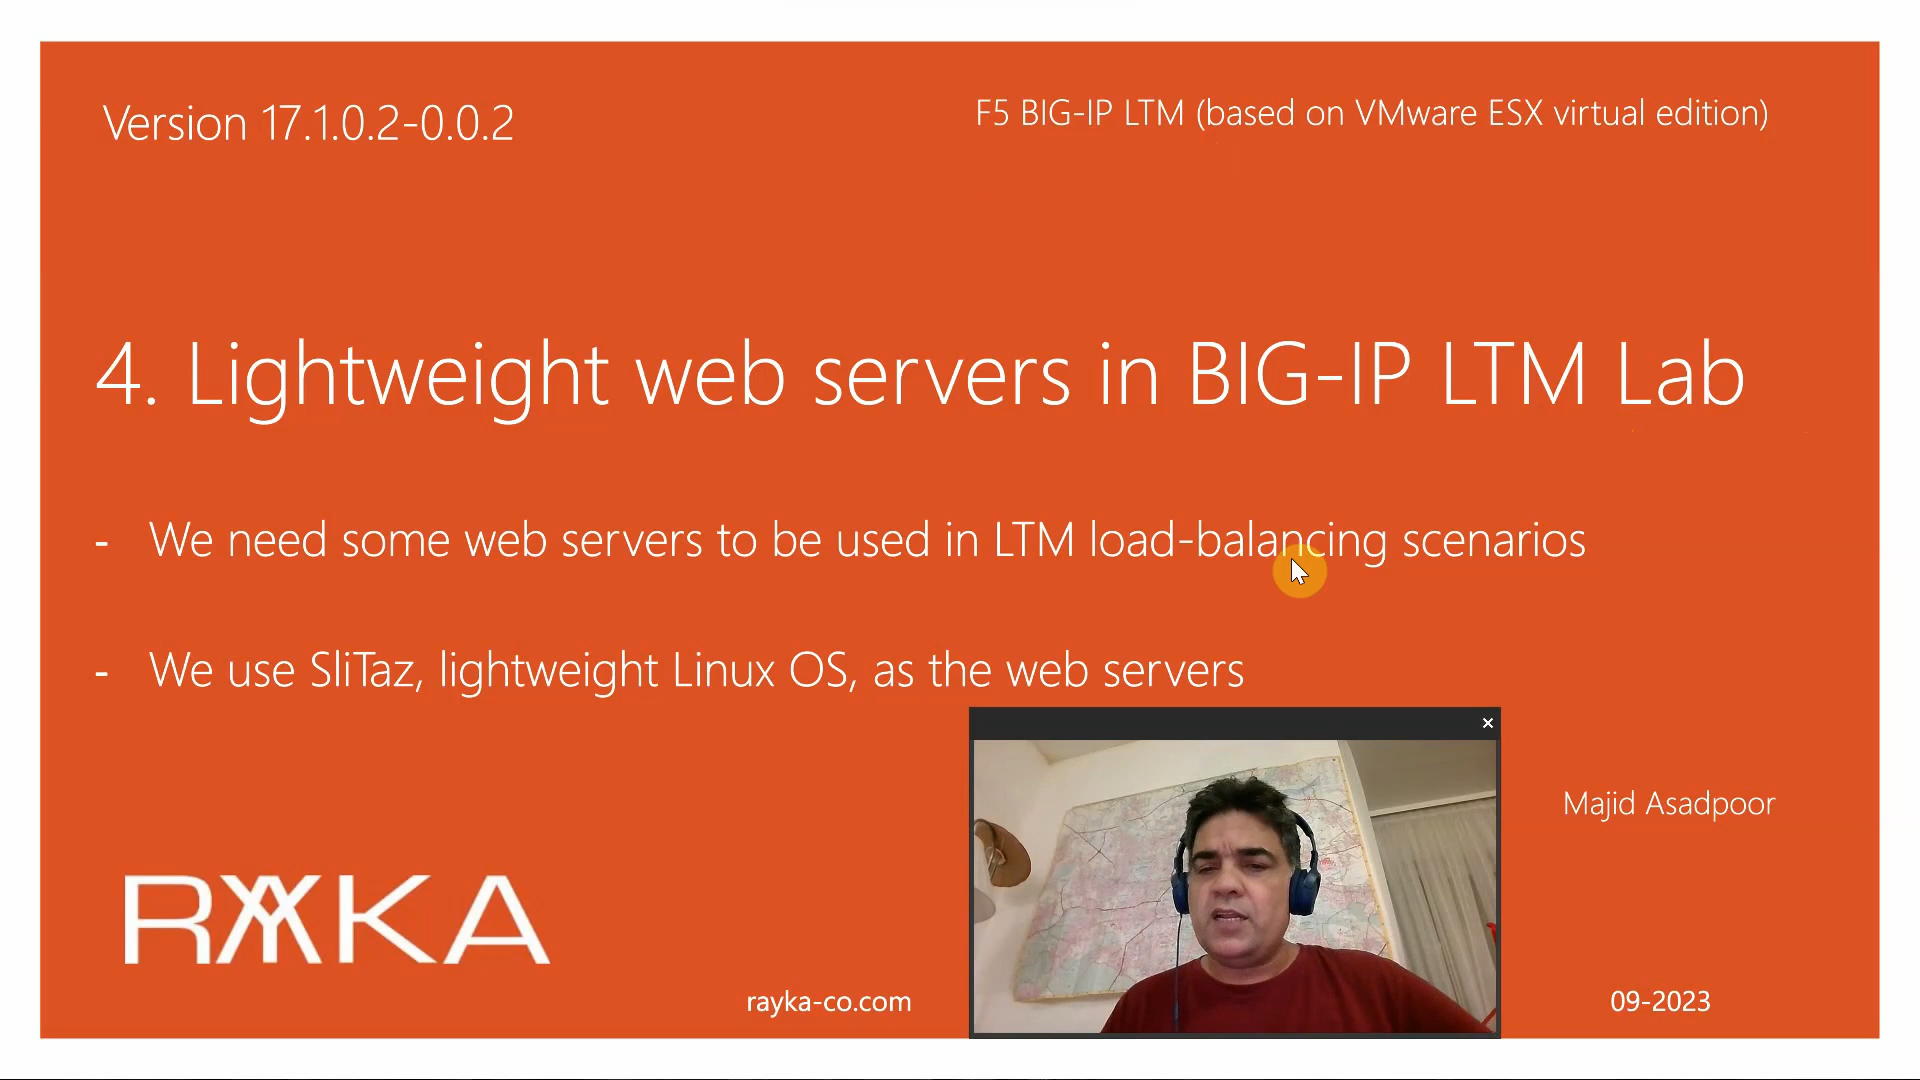 Version 17.1.0.2-0.0.2
F5 BIG-IP LTM (based on VMware ESX virtual edition)
4. Lightweight web servers in BIG-IP LTM Lab
- We need some web servers to be used in LTM load-balancing scenarios
- We use SliTaz, lightweight Linux OS, as the web servers
Majid Asadpoor
RAYKA
rayka-co.com
09-2023